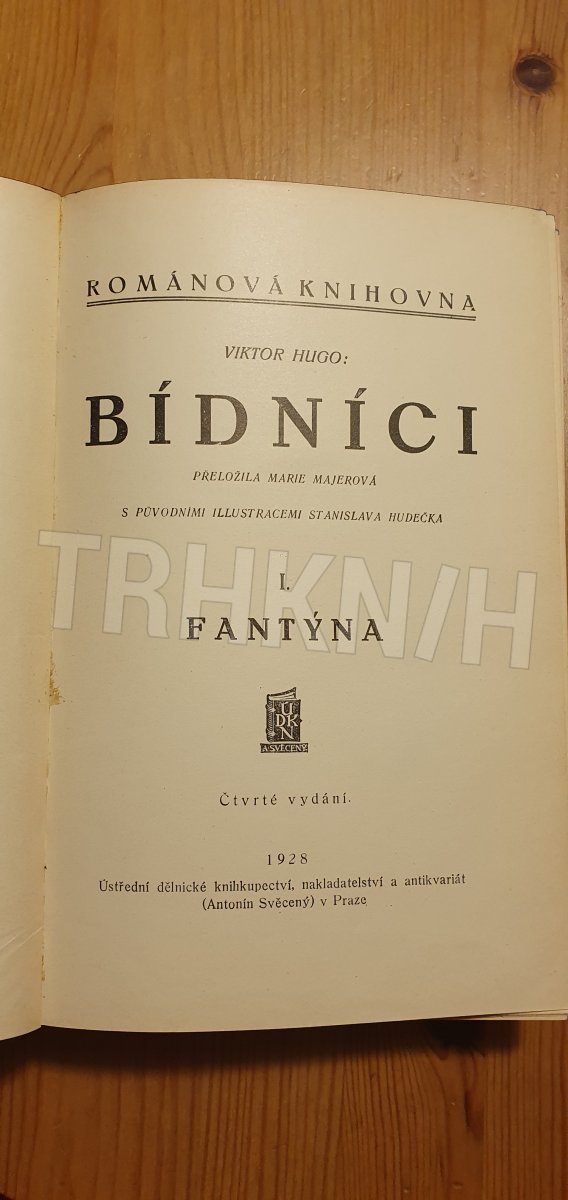 ROMÁNOVÁ KNIHOVNA
VIKTOR HUGO:
BÍDNÍCI
PŘELOŽILA MARIE MAJEROVÁ
S PŮVODNÍMI ILLUSTRACEMI STANISLAVA HUDEČKA
TRHKNIH
I.
FANTÝNA
ÚDKN
A. SVĚCENÝ
Čtvrté vydání.
1928
Ústřední dělnické knihkupectví, nakladatelství a antikvariát
(Antonín Svěcený) v Praze